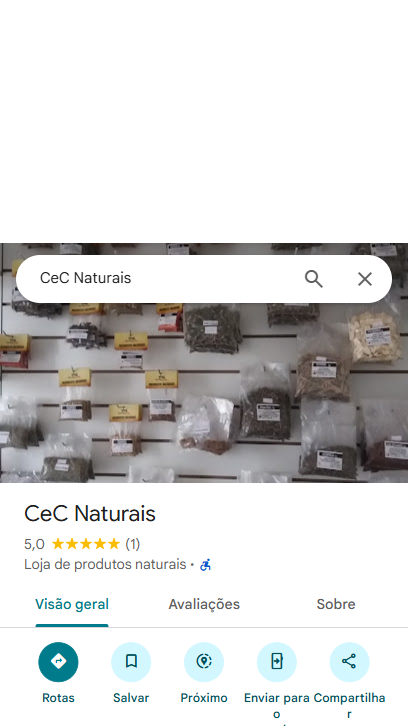 CeC Naturais
CeC Naturais
5,0 (1)
Loja de produtos naturais ·
Visão geral Avaliações Sobre
Rotas Salvar Próximo Enviar para o Compartilhar